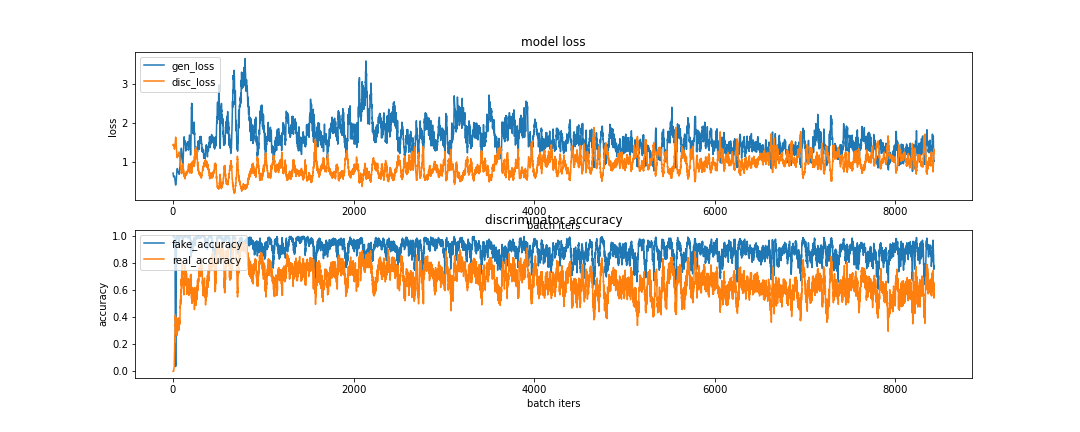 model loss
gen_loss
disc_loss
3
2
1
loss
0 2000 4000 6000 8000
batch iters
discriminator accuracy
fake_accuracy
real_accuracy
1.0
0.8
0.6
0.4
0.2
0.0
accuracy
0 2000 4000 6000 8000
batch iters